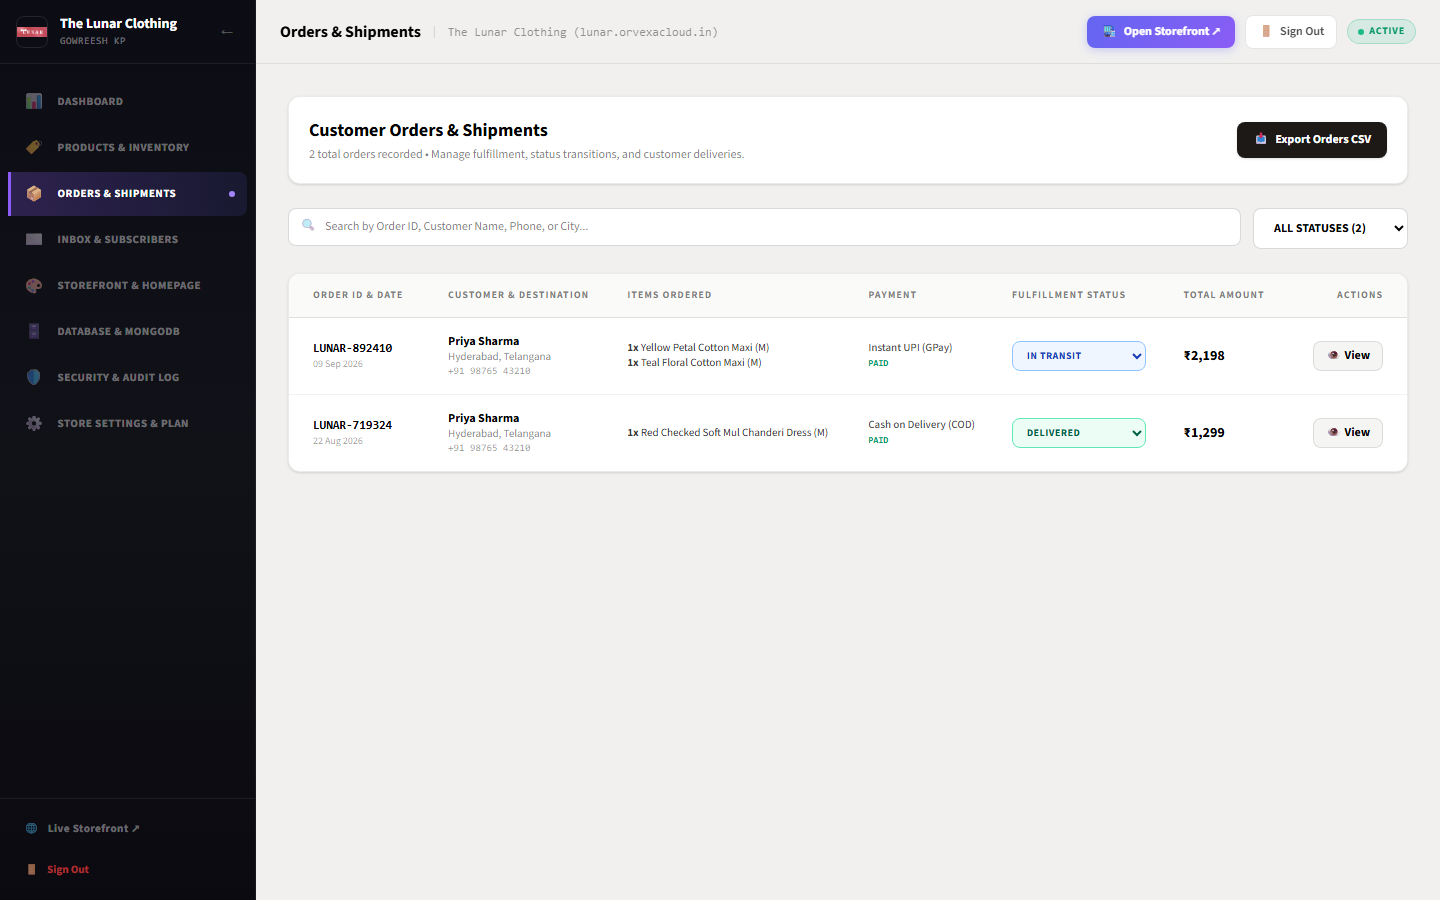 The Lunar Clothing
GOWREESH KP
←
DASHBOARD
PRODUCTS & INVENTORY
ORDERS & SHIPMENTS
INBOX & SUBSCRIBERS
STOREFRONT & HOMEPAGE
DATABASE & MONGODB
SECURITY & AUDIT LOG
STORE SETTINGS & PLAN
Live Storefront ↗
Sign Out
Orders & Shipments | The Lunar Clothing (lunar.orvexacloud.in)
Open Storefront ↗
Sign Out
ACTIVE
Customer Orders & Shipments
2 total orders recorded • Manage fulfillment, status transitions, and customer deliveries.
Export Orders CSV
Search by Order ID, Customer Name, Phone, or City...
ALL STATUSES (2)
ORDER ID & DATE CUSTOMER & DESTINATION ITEMS ORDERED PAYMENT FULFILLMENT STATUS TOTAL AMOUNT ACTIONS
LUNAR-892410
09 Sep 2026
Priya Sharma
Hyderabad, Telangana
+91 98765 43210
1x Yellow Petal Cotton Maxi (M)
1x Teal Floral Cotton Maxi (M)
Instant UPI (GPay)
PAID
IN TRANSIT
₹2,198
View
LUNAR-719324
22 Aug 2026
Priya Sharma
Hyderabad, Telangana
+91 98765 43210
1x Red Checked Soft Mul Chanderi Dress (M)
Cash on Delivery (COD)
PAID
DELIVERED
₹1,299
View